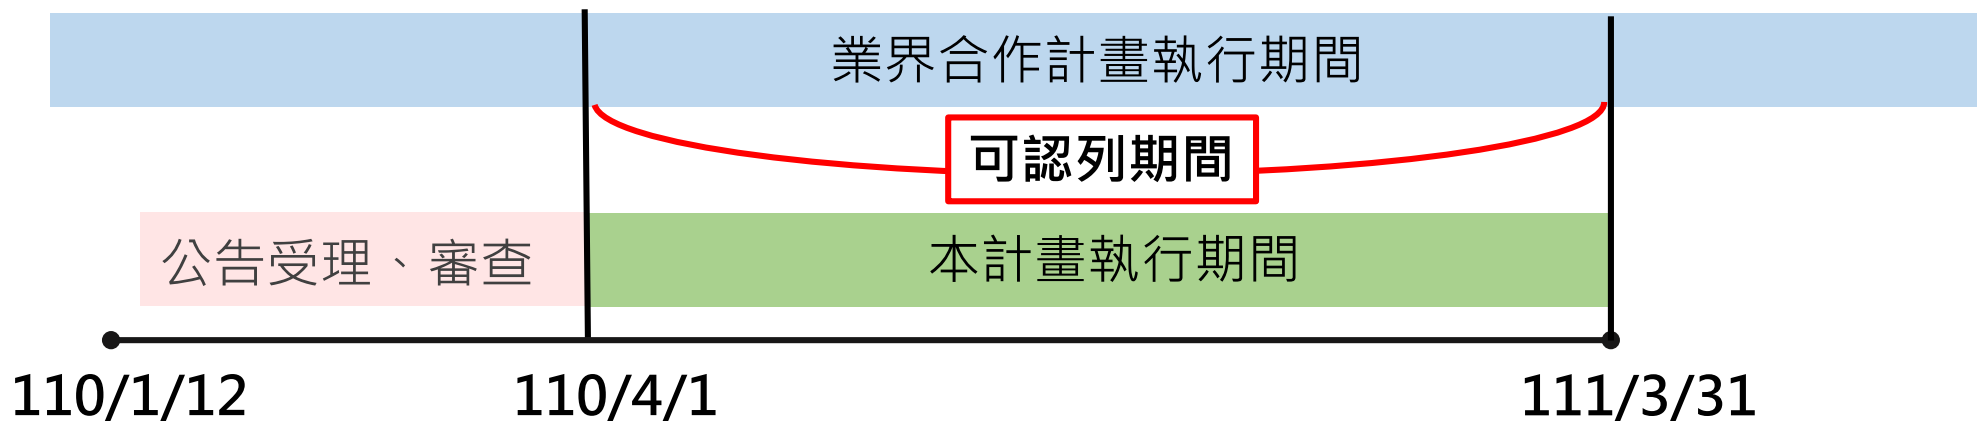 業界合作計畫執行期間
可認列期間
公告受理、審查
本計畫執行期間
110/1/12
110/4/1
111/3/31